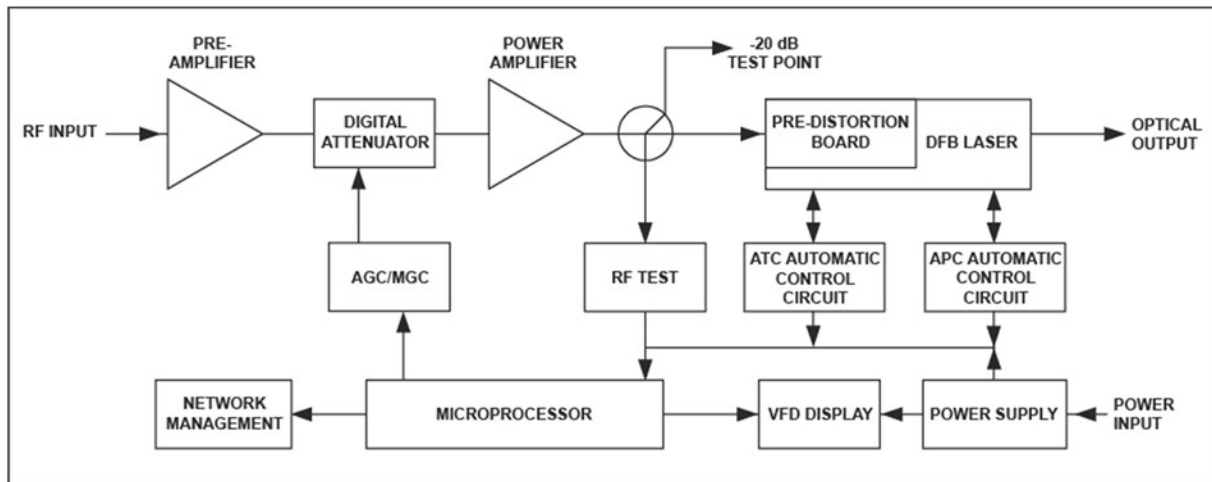 PRE-
AMPLIFIER
POWER
AMPLIFIER
-20 dB
TEST POINT
RF INPUT
DIGITAL
ATTENUATOR
PRE-DISTORTION
BOARD
DFB LASER
OPTICAL
OUTPUT
AGC/MGC
RF TEST
ATC AUTOMATIC
CONTROL
CIRCUIT
APC AUTOMATIC
CONTROL
CIRCUIT
NETWORK
MANAGEMENT
MICROPROCESSOR
VFD DISPLAY
POWER SUPPLY
POWER
INPUT